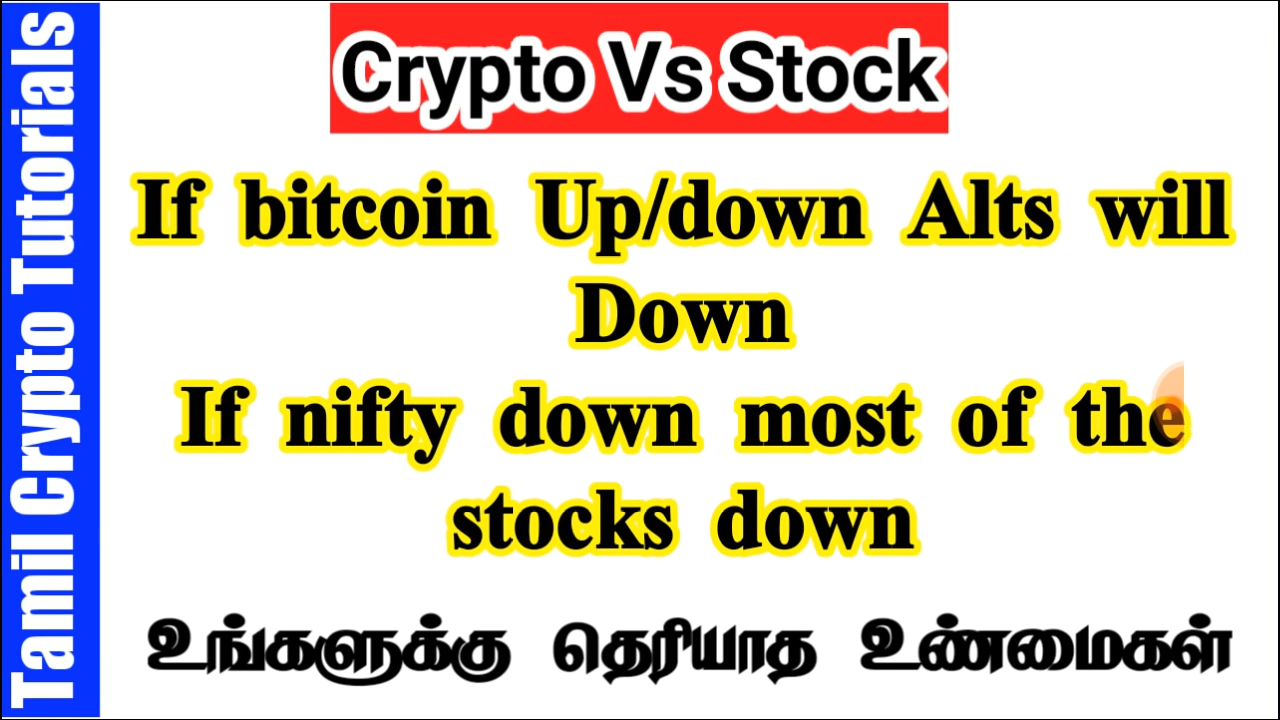 Tamil Crypto Tutorials
Crypto Vs Stock
If bitcoin Up/down Alts will
Down
If nifty down most of the
stocks down
உங்களுக்கு தெரியாத உண்மைகள்